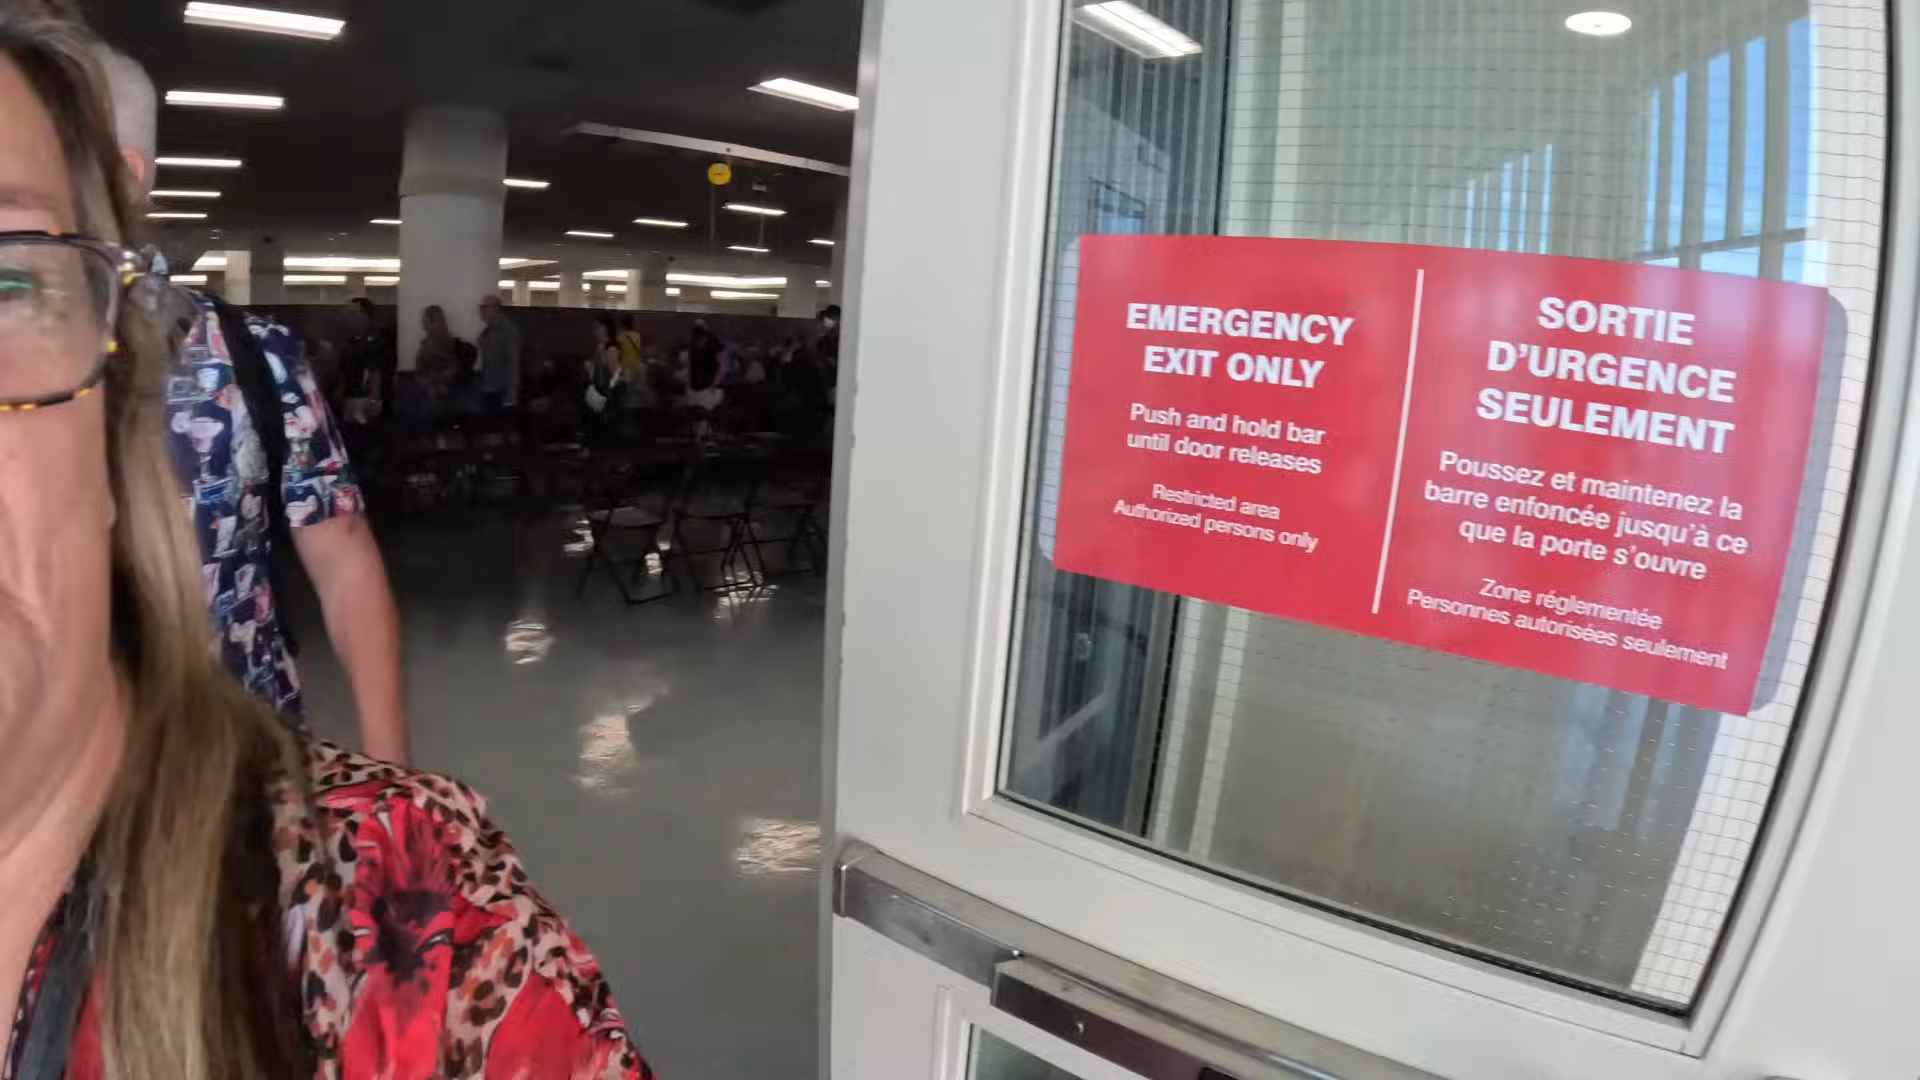 EMERGENCY
EXIT ONLY
Push and hold bar
until door releases
Restricted area
Authorized persons only
SORTIE
D'URGENCE
SEULEMENT
Poussez et maintenez la
barre enfoncée jusqu'à ce
que la porte s'ouvre
Zone réglementée
Personnes autorisées seulement